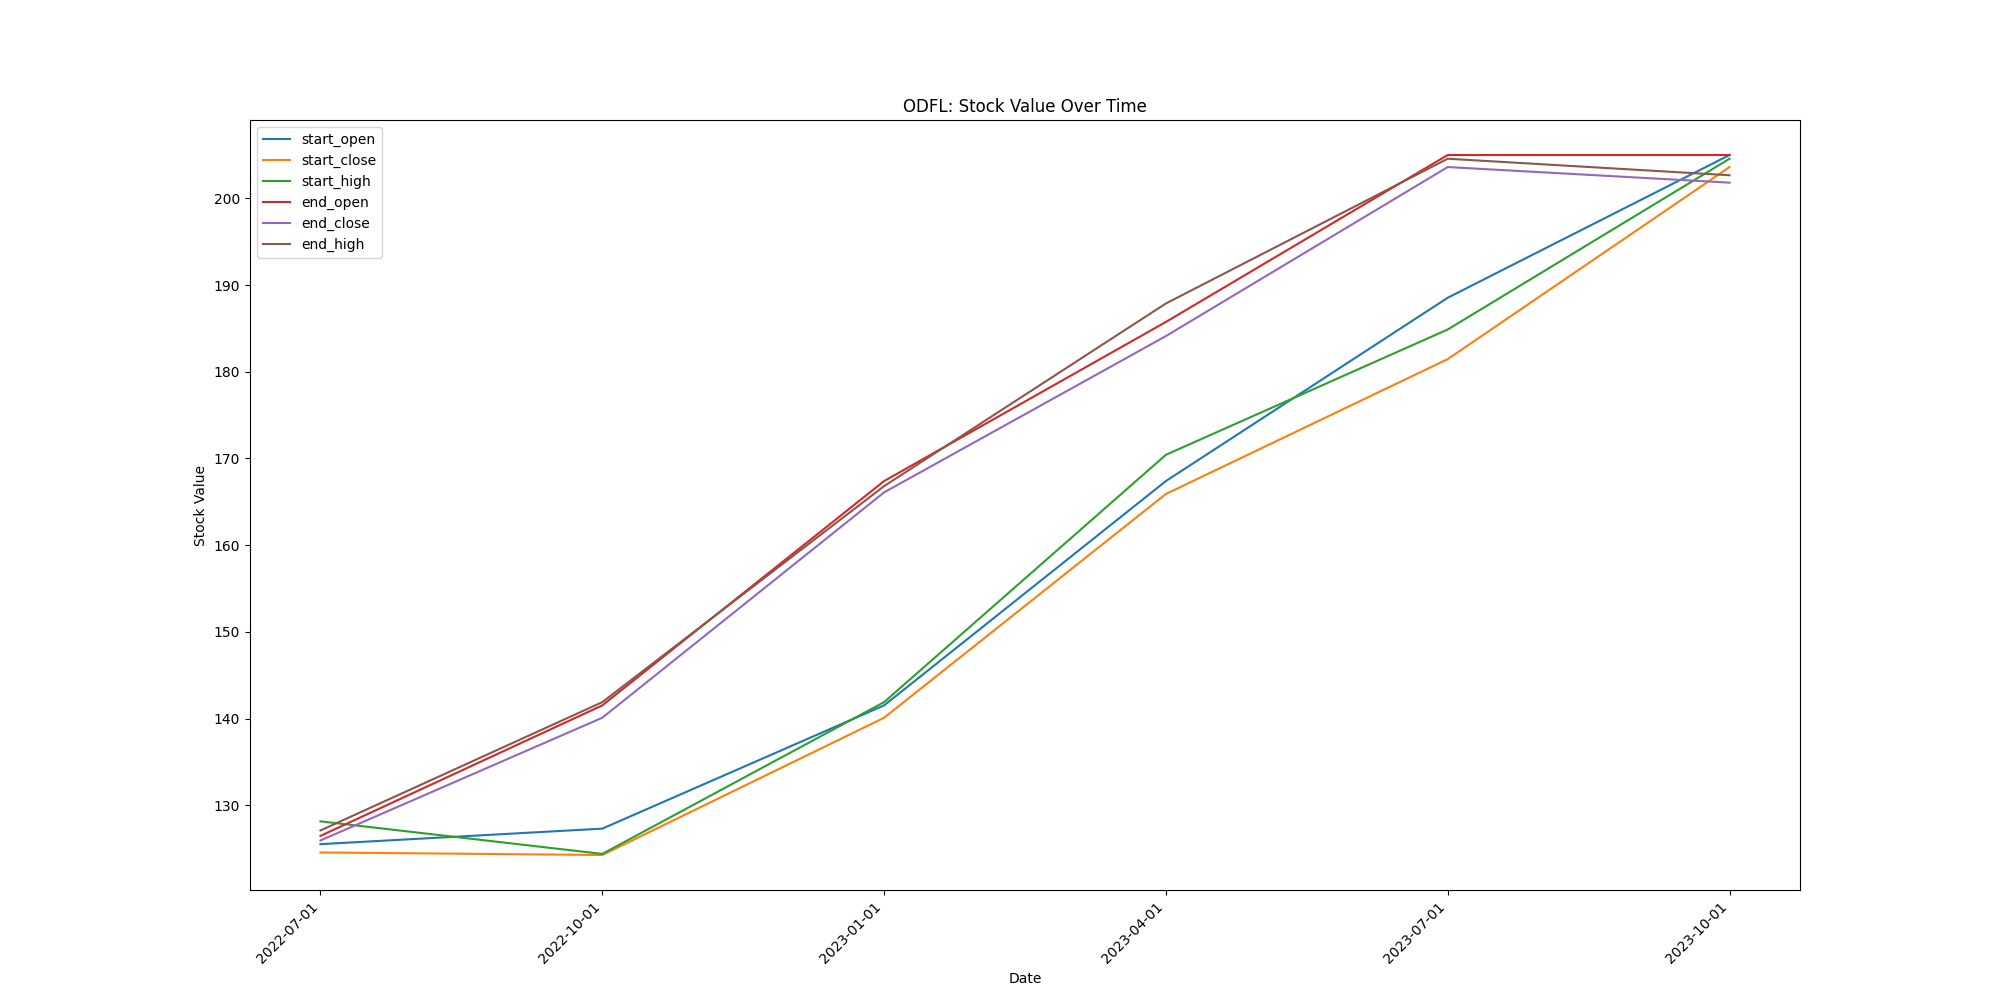 ODFL: Stock Value Over Time
start_open
start_close
start_high
end_open
end_close
end_high
200
190
180
170
160
150
140
130
Stock Value
2022-07-01
2022-10-01
2023-01-01
2023-04-01
2023-07-01
2023-10-01
Date